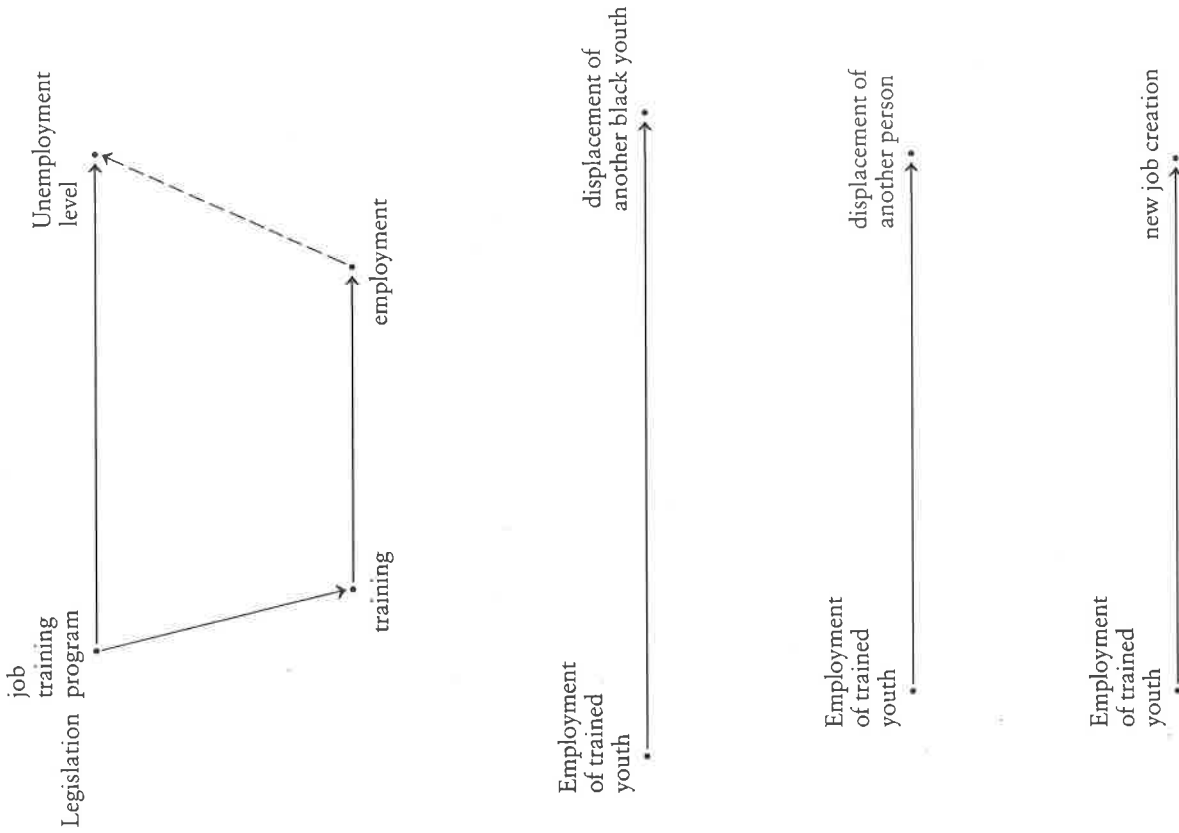 job
training
Legislation program
Unemployment
level
training
employment
Employment
of trained
youth
displacement of
another black youth
Employment
of trained
youth
displacement of
another person
Employment
of trained
youth
new job creation